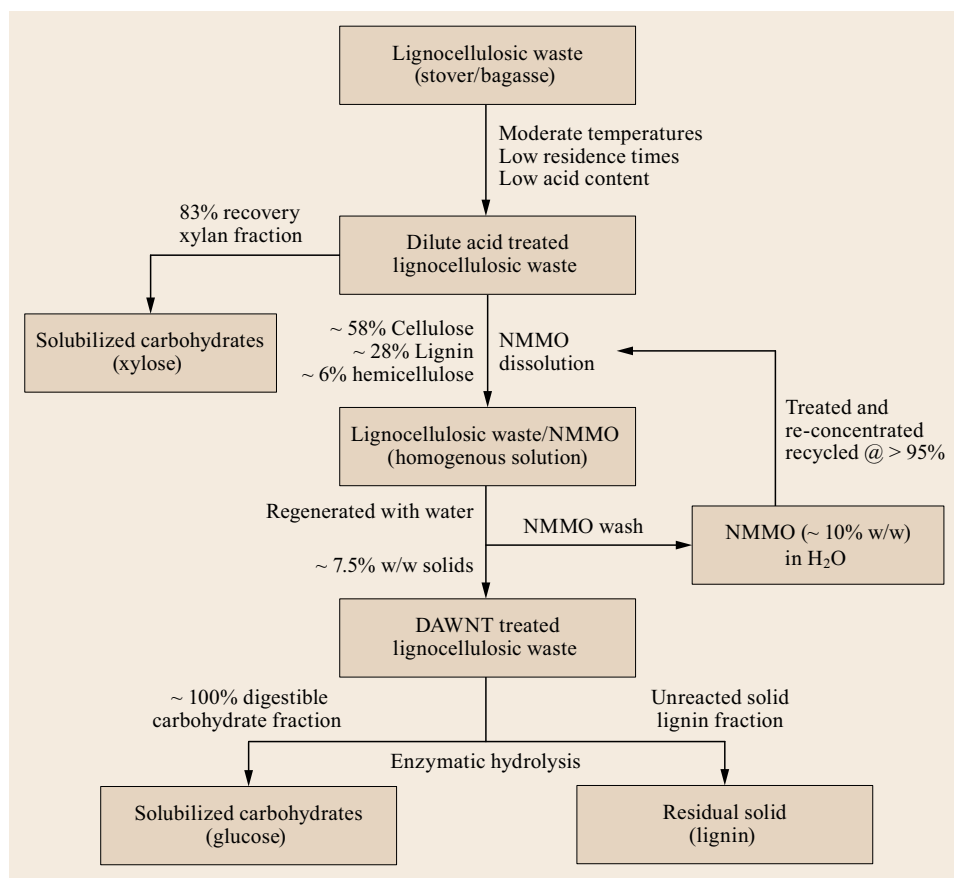 Lignocellulosic waste
(stover/bagasse)
Moderate temperatures
Low residence times
Low acid content
83% recovery
xylan fraction
Dilute acid treated
lignocellulosic waste
Solubilized carbohydrates
(xylose)
~ 58% Cellulose
~ 28% Lignin
~ 6% hemicellulose
NMMO
dissolution
Treated and
re-concentrated
recycled @ > 95%
Lignocellulosic waste/NMMO
(homogenous solution)
Regenerated with water
NMMO wash
NMMO (~ 10% w/w)
in H₂O
~ 7.5% w/w solids
DAWNT treated
lignocellulosic waste
~ 100% digestible
carbohydrate fraction
Unreacted solid
lignin fraction
Enzymatic hydrolysis
Solubilized carbohydrates
(glucose)
Residual solid
(lignin)